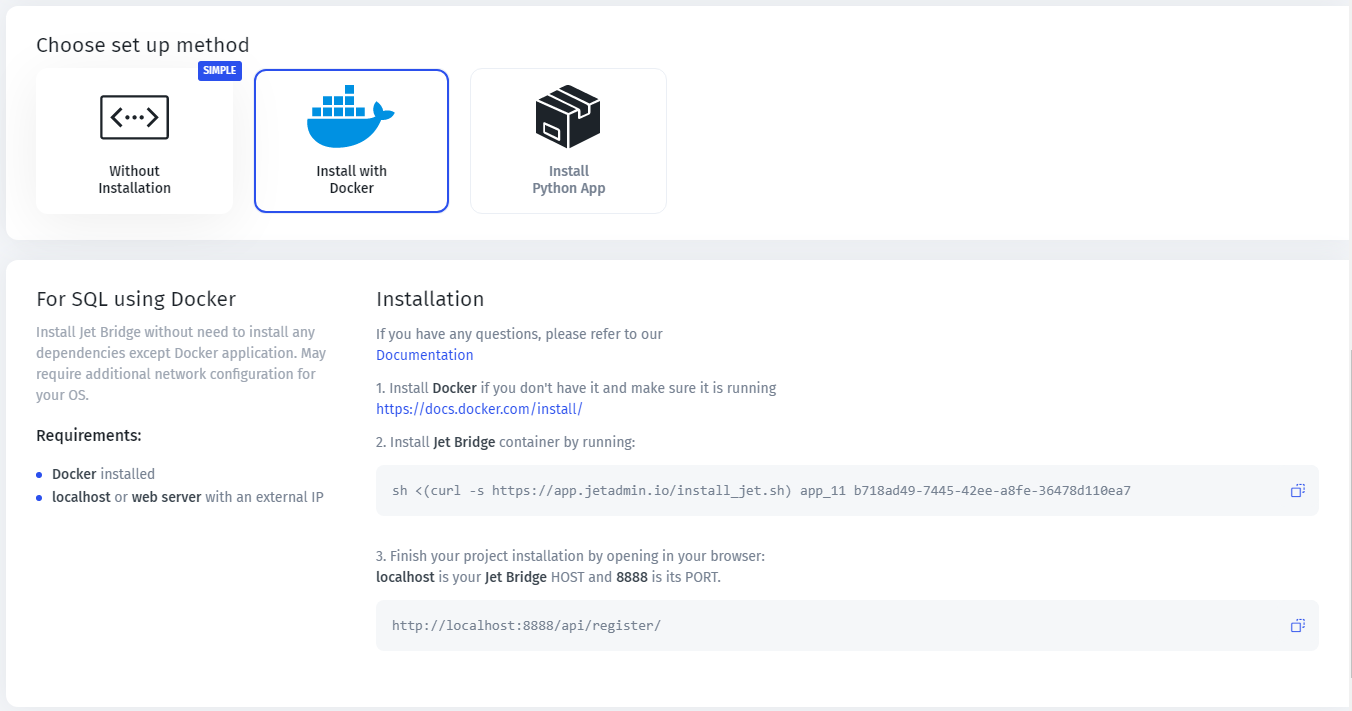 Choose set up method
SIMPLE
Without
Installation
Install with
Docker
Install
Python App
For SQL using Docker
Install Jet Bridge without need to install any
dependencies except Docker application. May
require additional network configuration for
your OS.
Requirements:
Docker installed
localhost or web server with an external IP
Installation
If you have any questions, please refer to our
Documentation
1. Install Docker if you don't have it and make sure it is running
https://docs.docker.com/install/
2. Install Jet Bridge container by running:
sh <(curl -s https://app.jetadmin.io/install_jet.sh) app_11 b718ad49-7445-42ee-a8fe-36478d110ea7
3. Finish your project installation by opening in your browser:
localhost is your Jet Bridge HOST and 8888 is its PORT.
http://localhost:8888/api/register/